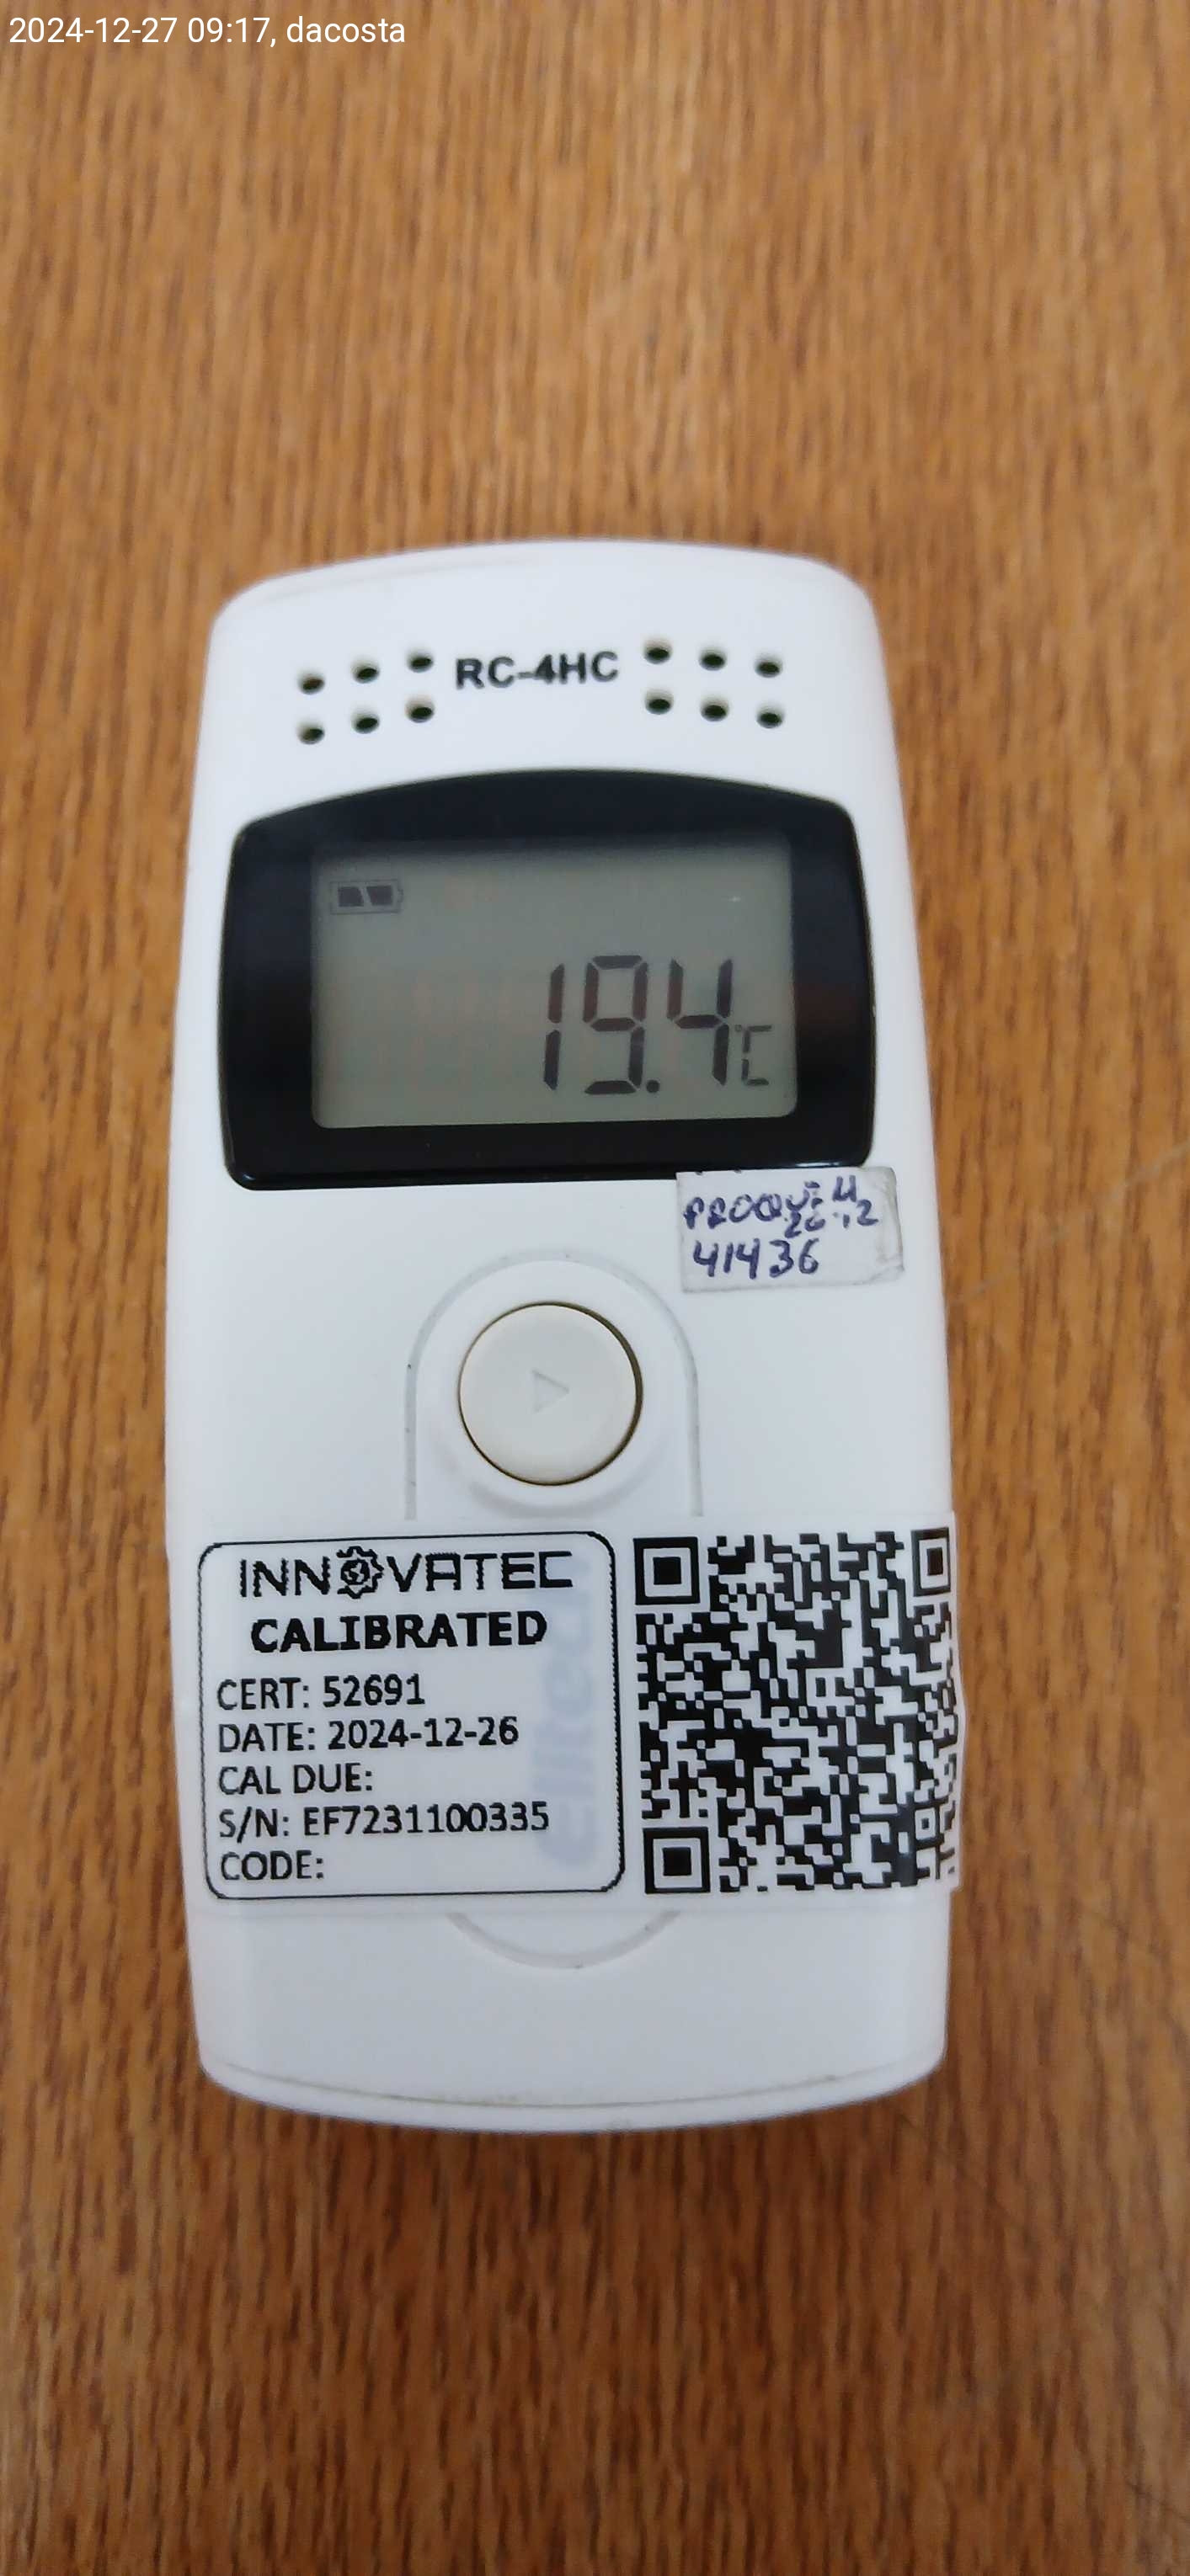 2024-12-27 09:17, dacosta
RC-4HC
19.4°C
41436
INNOVATEC
CALIBRATED
CERT: 52691
DATE: 2024-12-26
CAL DUE:
S/N: EF7231100335
CODE:
elitech